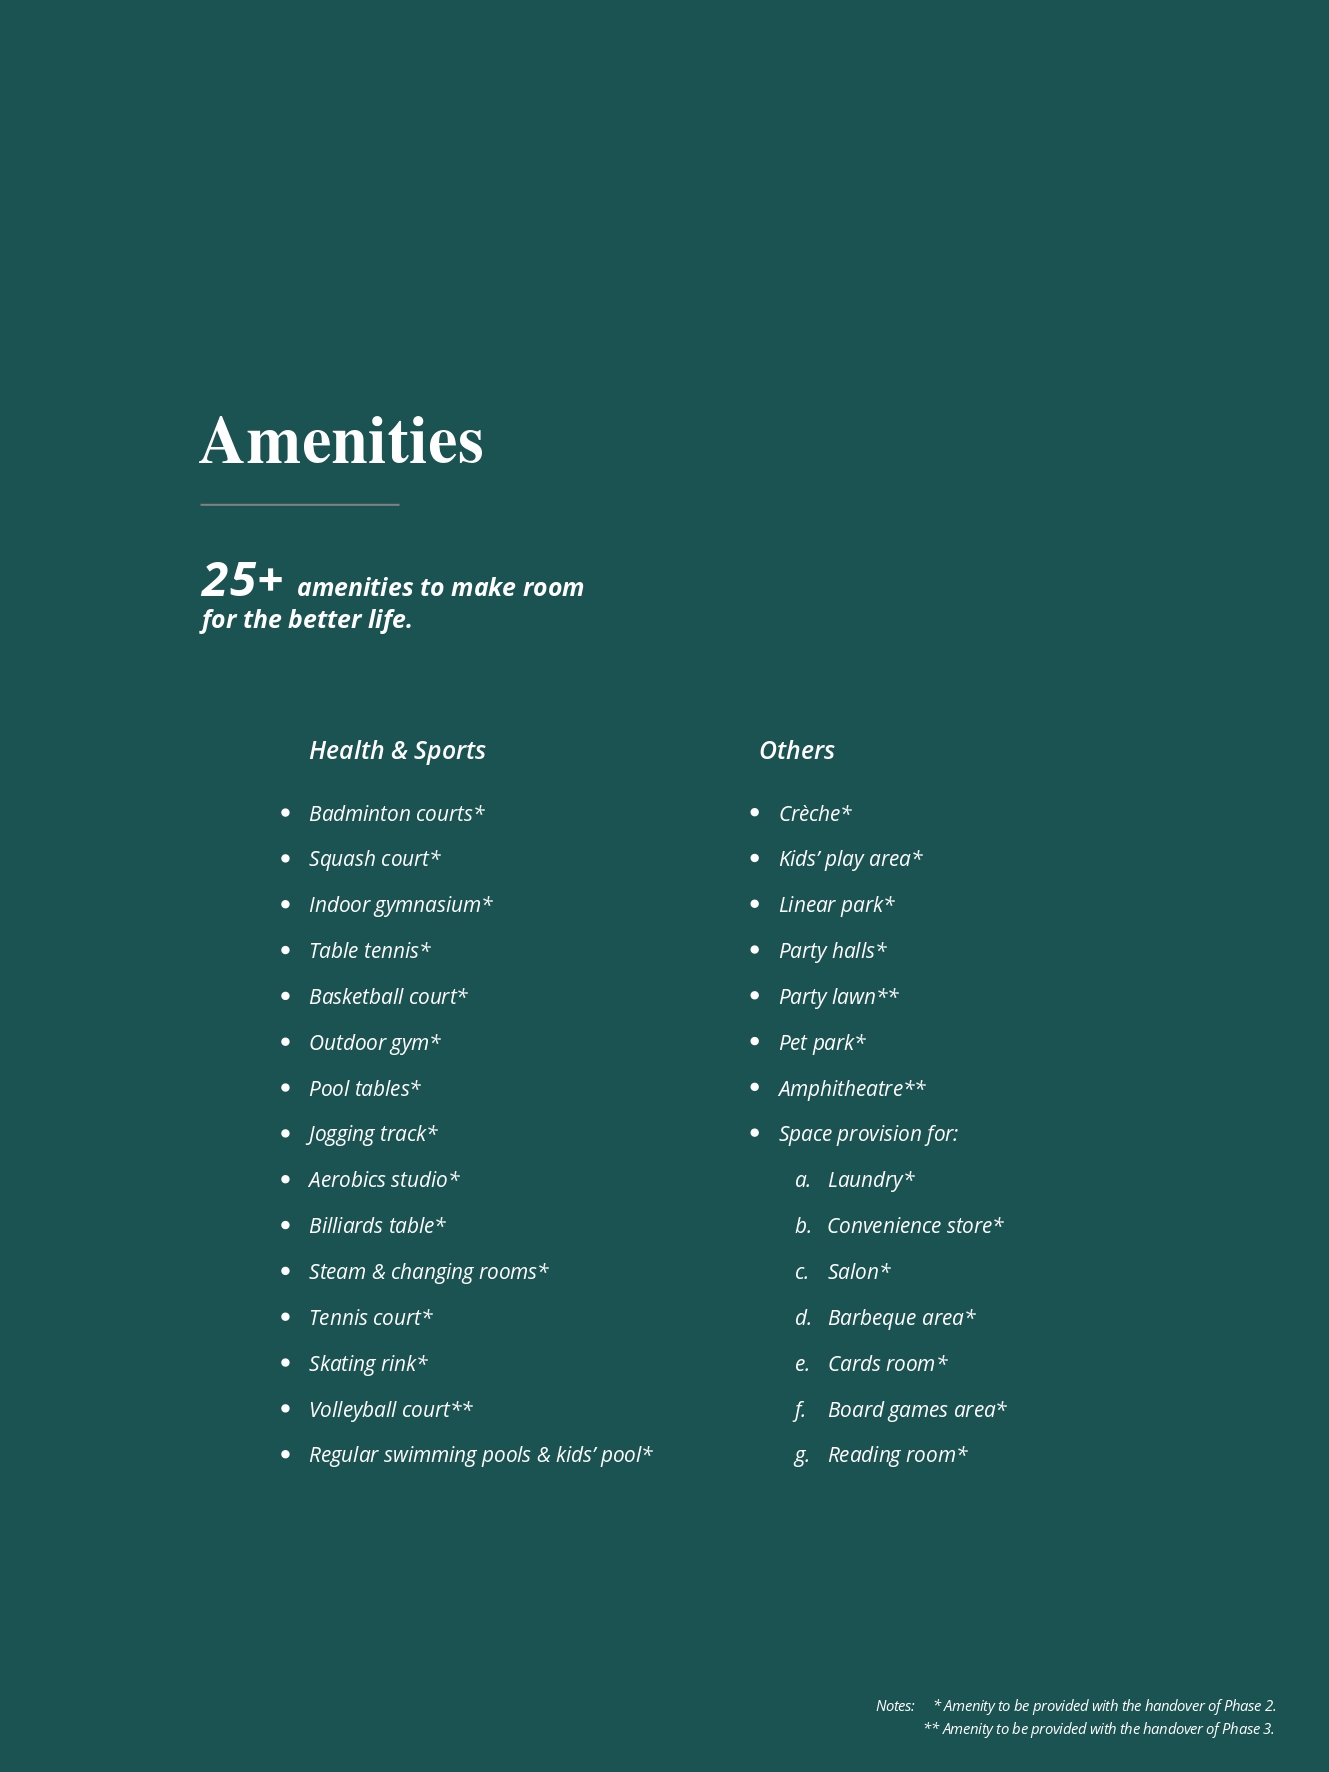 Amenities
25+ amenities to make room
for the better life.
Health & Sports
• Badminton courts*
• Squash court*
• Indoor gymnasium*
• Table tennis*
• Basketball court*
• Outdoor gym*
• Pool tables*
• Jogging track*
• Aerobics studio*
• Billiards table*
• Steam & changing rooms*
• Tennis court*
• Skating rink*
• Volleyball court**
• Regular swimming pools & kids’ pool*
Others
• Crèche*
• Kids’ play area*
• Linear park*
• Party halls*
• Party lawn**
• Pet park*
• Amphitheatre**
• Space provision for:
a. Laundry*
b. Convenience store*
c. Salon*
d. Barbeque area*
e. Cards room*
f. Board games area*
g. Reading room*
Notes: * Amenity to be provided with the handover of Phase 2.
** Amenity to be provided with the handover of Phase 3.